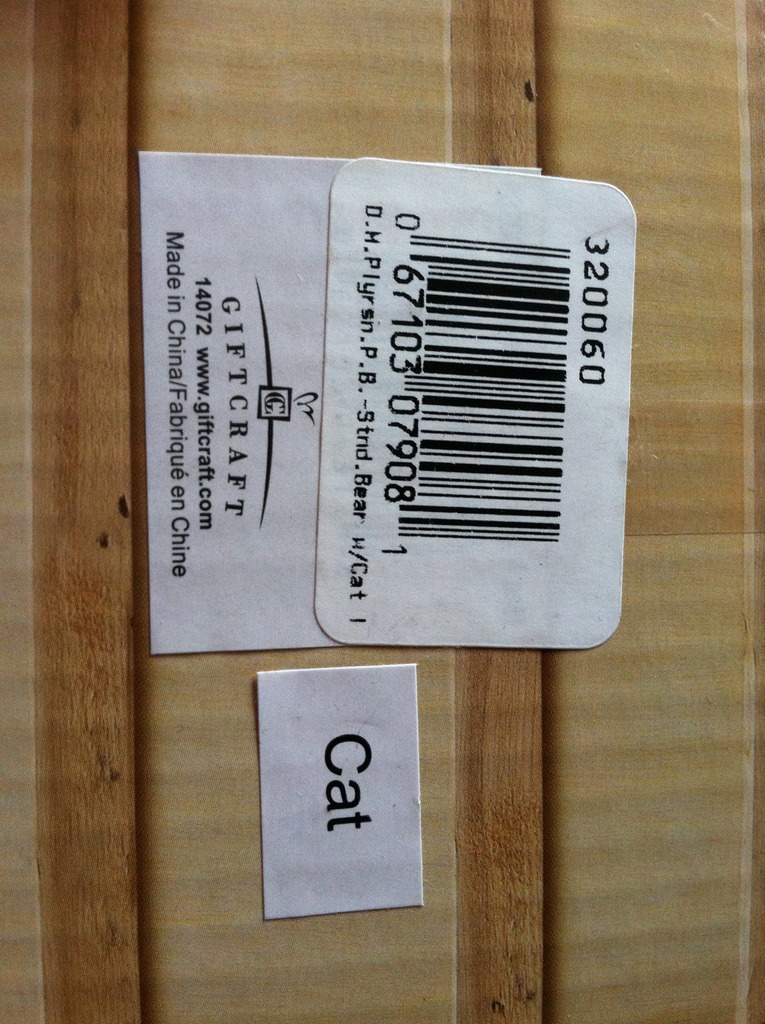 320060
0 67103 07908 1
D.M.Plyrsn.P.B.-Stnd.Bear w/Cat I
C
GIFTCRAFT
14072 www.giftcraft.com
Made in China/Fabriqué en Chine
Cat